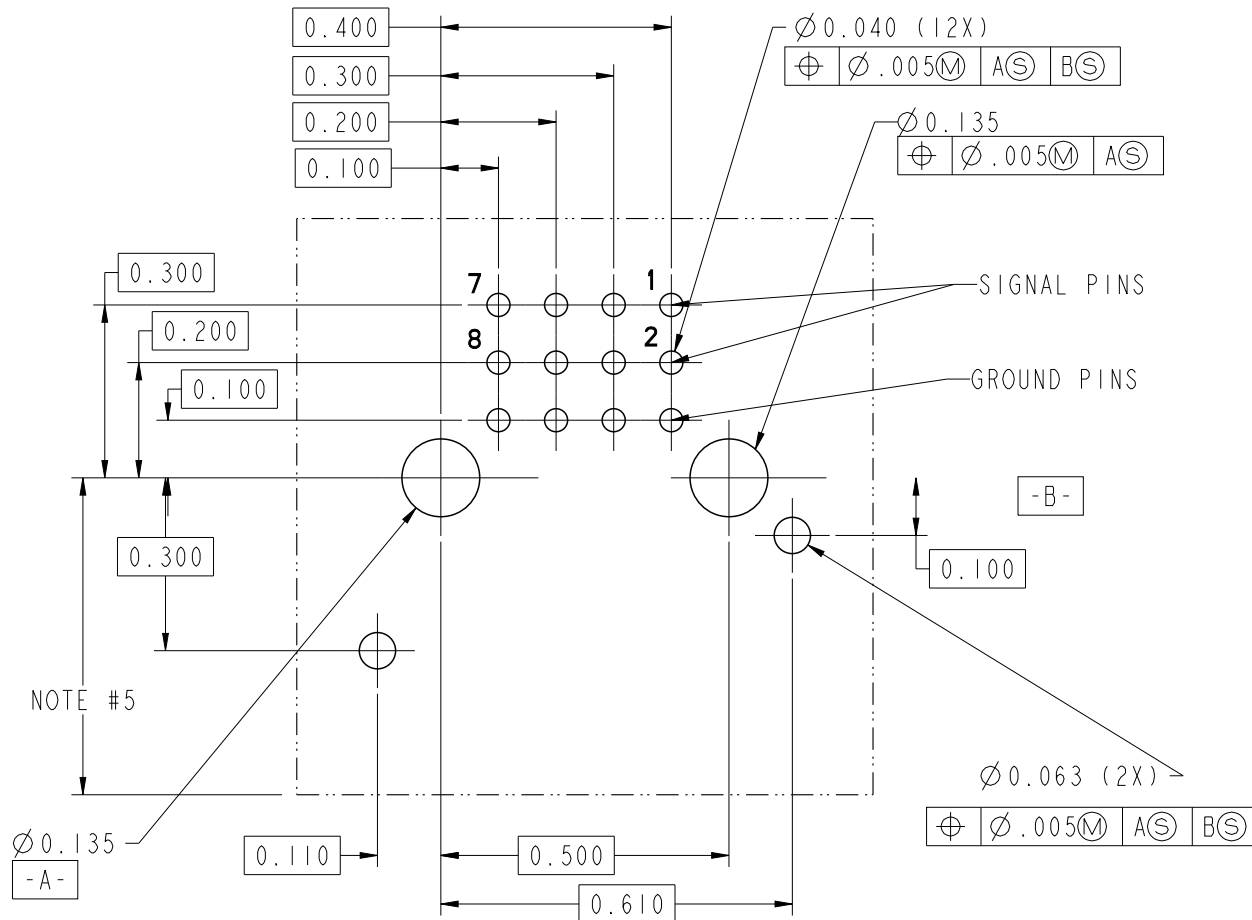 0.400
Ø0.040 (12X)
⌖ Ø.005Ⓜ AⓈ BⓈ
0.300
0.200
Ø0.135
⌖ Ø.005Ⓜ AⓈ
0.100
0.300
7 1
SIGNAL PINS
0.200
8 2
0.100
GROUND PINS
-B-
0.300
0.100
NOTE #5
Ø0.063 (2X)
⌖ Ø.005Ⓜ AⓈ BⓈ
Ø0.135
-A-
0.110
0.500
0.610